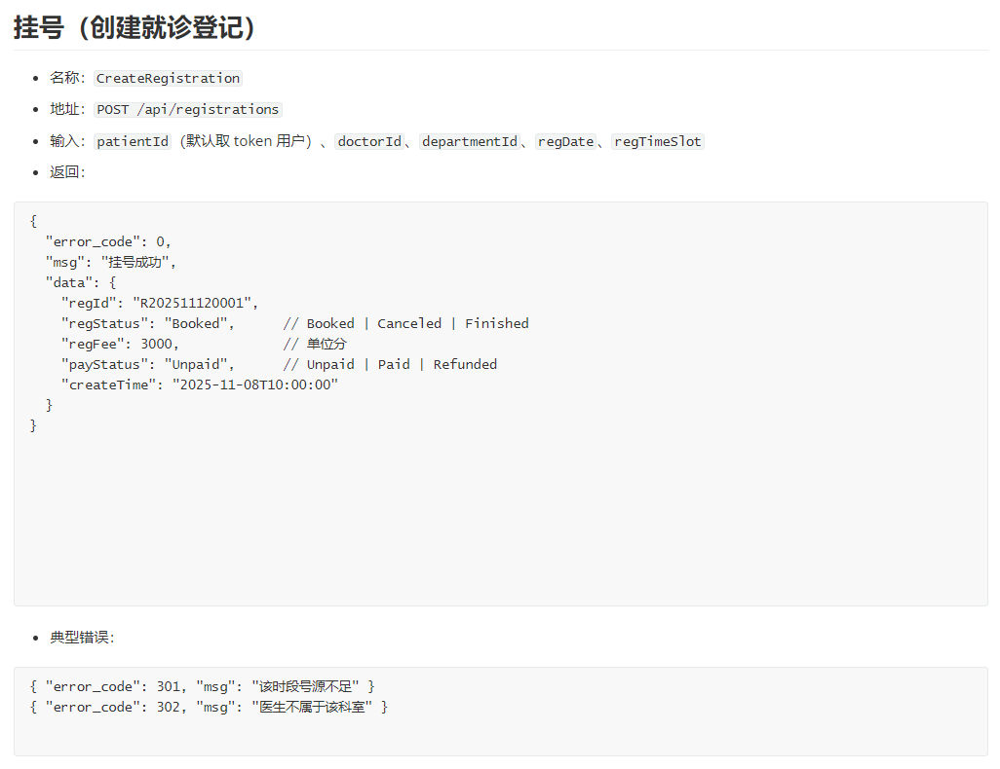 挂号（创建就诊登记）
名称：CreateRegistration
地址：POST /api/registrations
输入：patientId（默认取 token 用户）、doctorId、departmentId、regDate、regTimeSlot
返回：
{
  "error_code": 0,
  "msg": "挂号成功",
  "data": {
    "regId": "R202511120001",
    "regStatus": "Booked",      // Booked | Canceled | Finished
    "regFee": 3000,             // 单位分
    "payStatus": "Unpaid",      // Unpaid | Paid | Refunded
    "createTime": "2025-11-08T10:00:00"
  }
}
典型错误：
{ "error_code": 301, "msg": "该时段号源不足" }
{ "error_code": 302, "msg": "医生不属于该科室" }